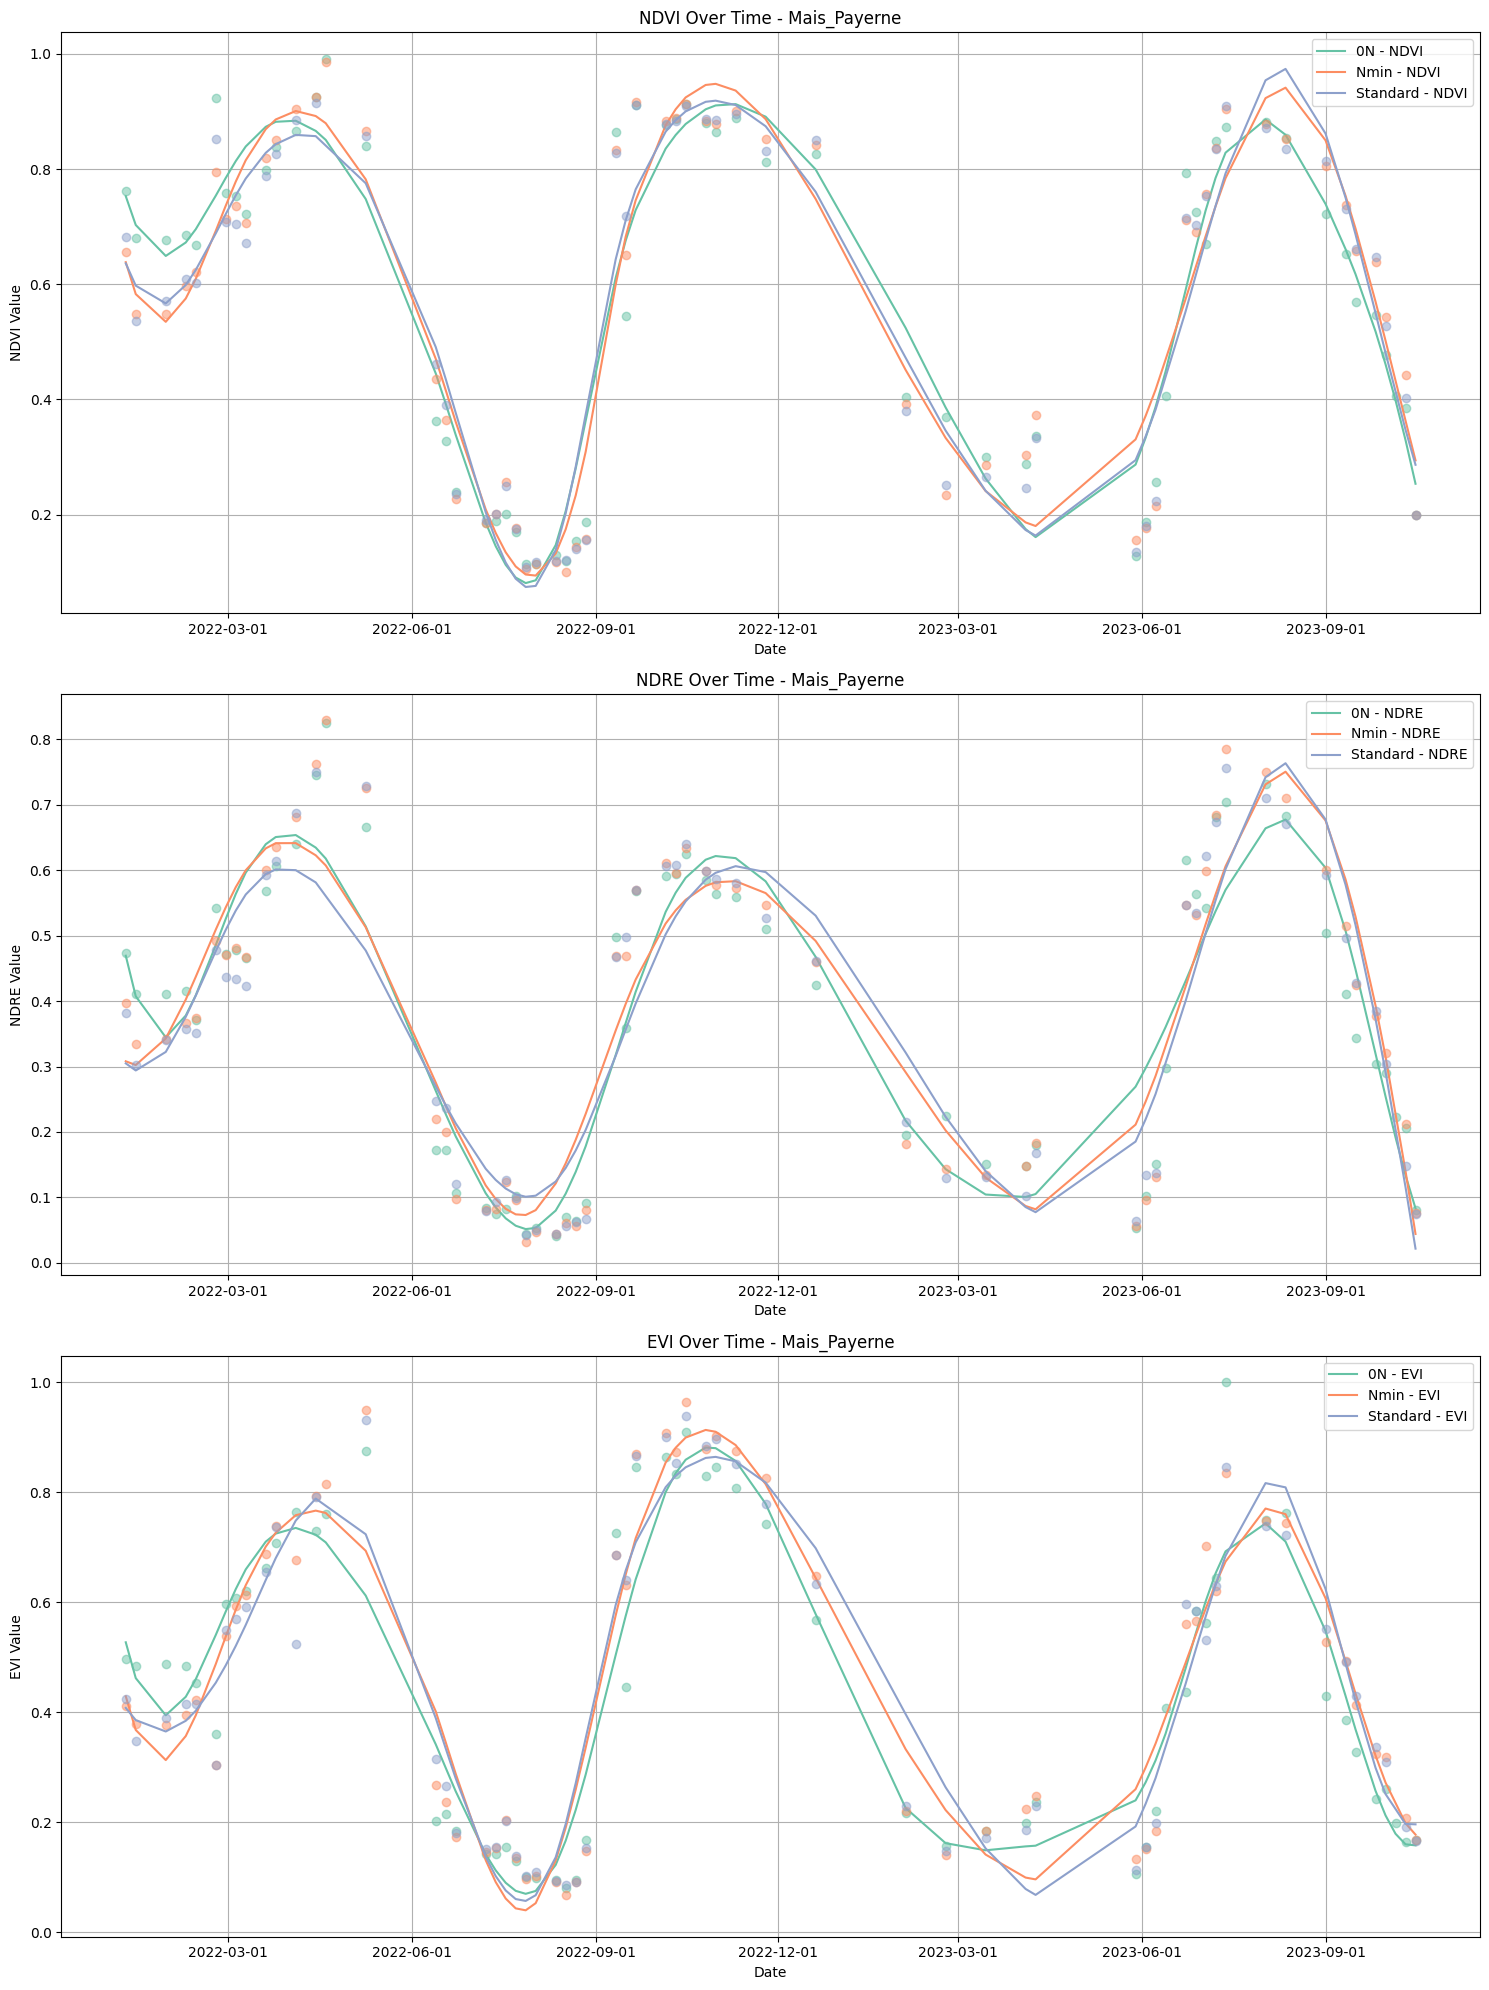 NDVI Over Time - Mais_Payerne
0N - NDVI
Nmin - NDVI
Standard - NDVI
1.0
0.8
0.6
0.4
0.2
NDVI Value
2022-03-01 2022-06-01 2022-09-01 2022-12-01 2023-03-01 2023-06-01 2023-09-01
Date
NDRE Over Time - Mais_Payerne
0N - NDRE
Nmin - NDRE
Standard - NDRE
0.8
0.7
0.6
0.5
0.4
0.3
0.2
0.1
0.0
NDRE Value
2022-03-01 2022-06-01 2022-09-01 2022-12-01 2023-03-01 2023-06-01 2023-09-01
Date
EVI Over Time - Mais_Payerne
0N - EVI
Nmin - EVI
Standard - EVI
1.0
0.8
0.6
0.4
0.2
0.0
EVI Value
2022-03-01 2022-06-01 2022-09-01 2022-12-01 2023-03-01 2023-06-01 2023-09-01
Date